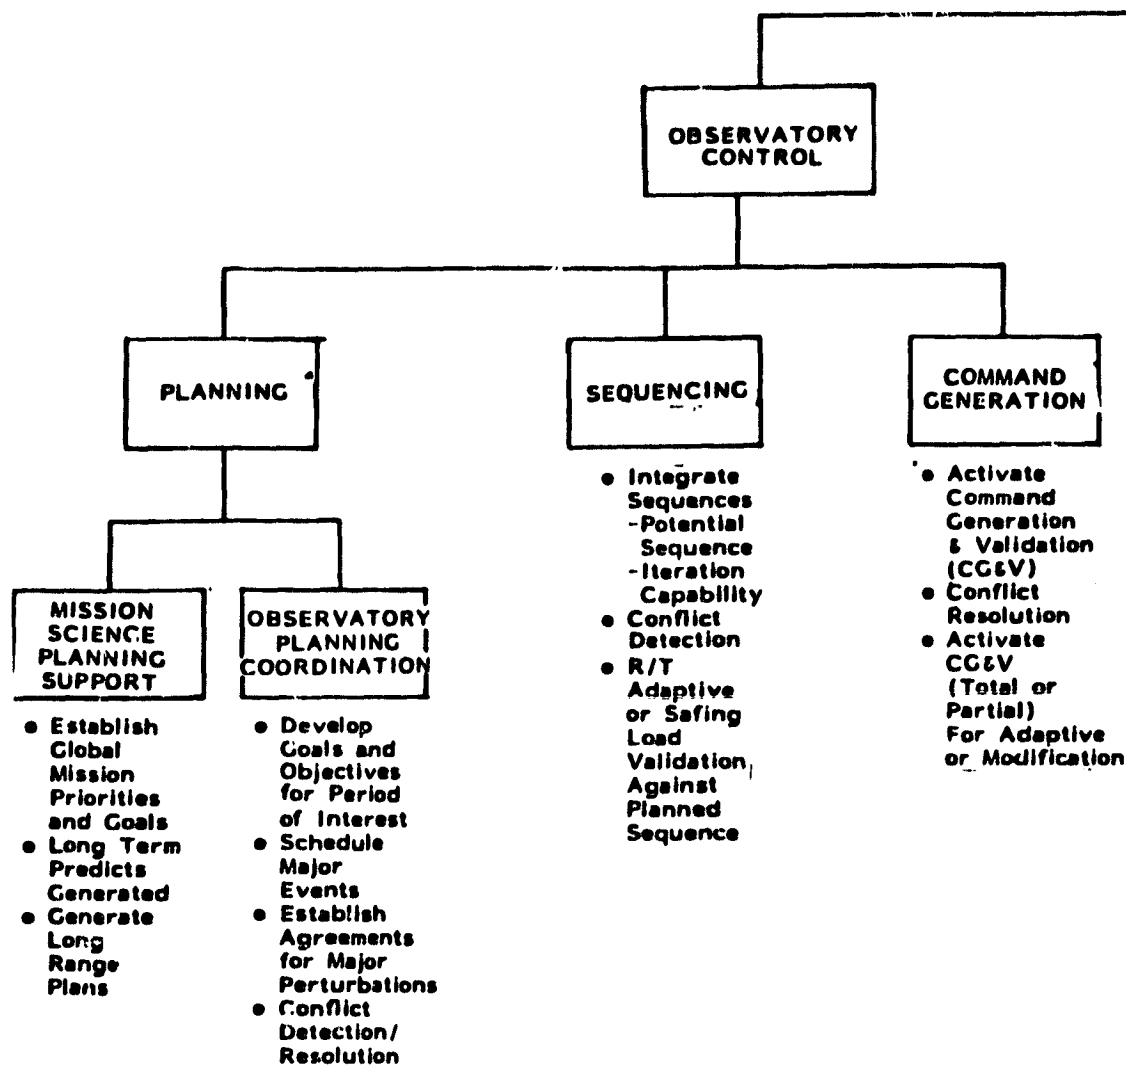 OBSERVATORY
CONTROL
PLANNING
SEQUENCING
COMMAND
GENERATION
● Integrate
Sequences
-Potential
Sequence
-Iteration
Capability
● Conflict
Detection
● R/T
Adaptive
or Safing
Load
Validation
Against
Planned
Sequence
● Activate
Command
Generation
& Validation
(CG&V)
● Conflict
Resolution
● Activate
CG&V
(Total or
Partial)
For Adaptive
or Modification
MISSION
SCIENCE
PLANNING
SUPPORT
OBSERVATORY
PLANNING
COORDINATION
● Establish
Global
Mission
Priorities
and Goals
● Long Term
Predicts
Generated
● Generate
Long
Range
Plans
● Develop
Goals and
Objectives
for Period
of Interest
● Schedule
Major
Events
● Establish
Agreements
for Major
Perturbations
● Conflict
Detection/
Resolution